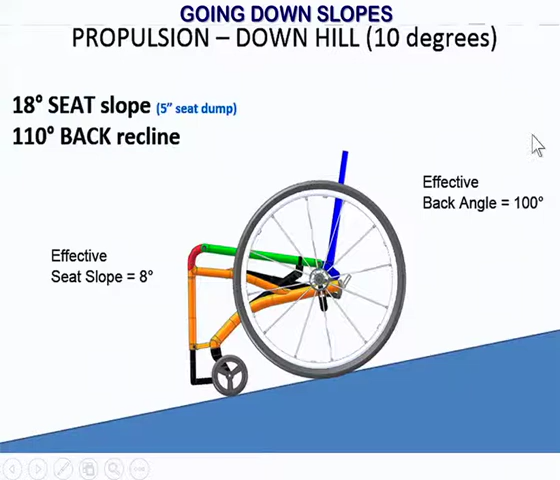 GOING DOWN SLOPES
PROPULSION – DOWN HILL (10 degrees)
18° SEAT slope (5” seat dump)
110° BACK recline
Effective
Back Angle = 100°
Effective
Seat Slope = 8°